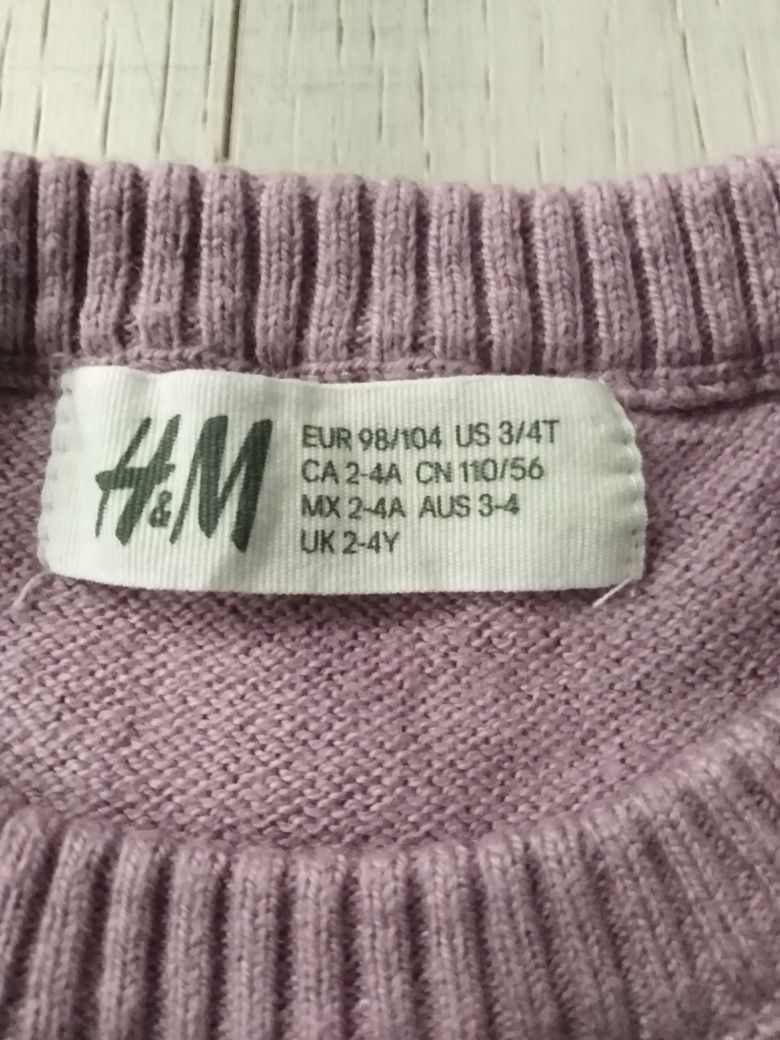 H&M
EUR 98/104 US 3/4T
CA 2-4A CN 110/56
MX 2-4A AUS 3-4
UK 2-4Y